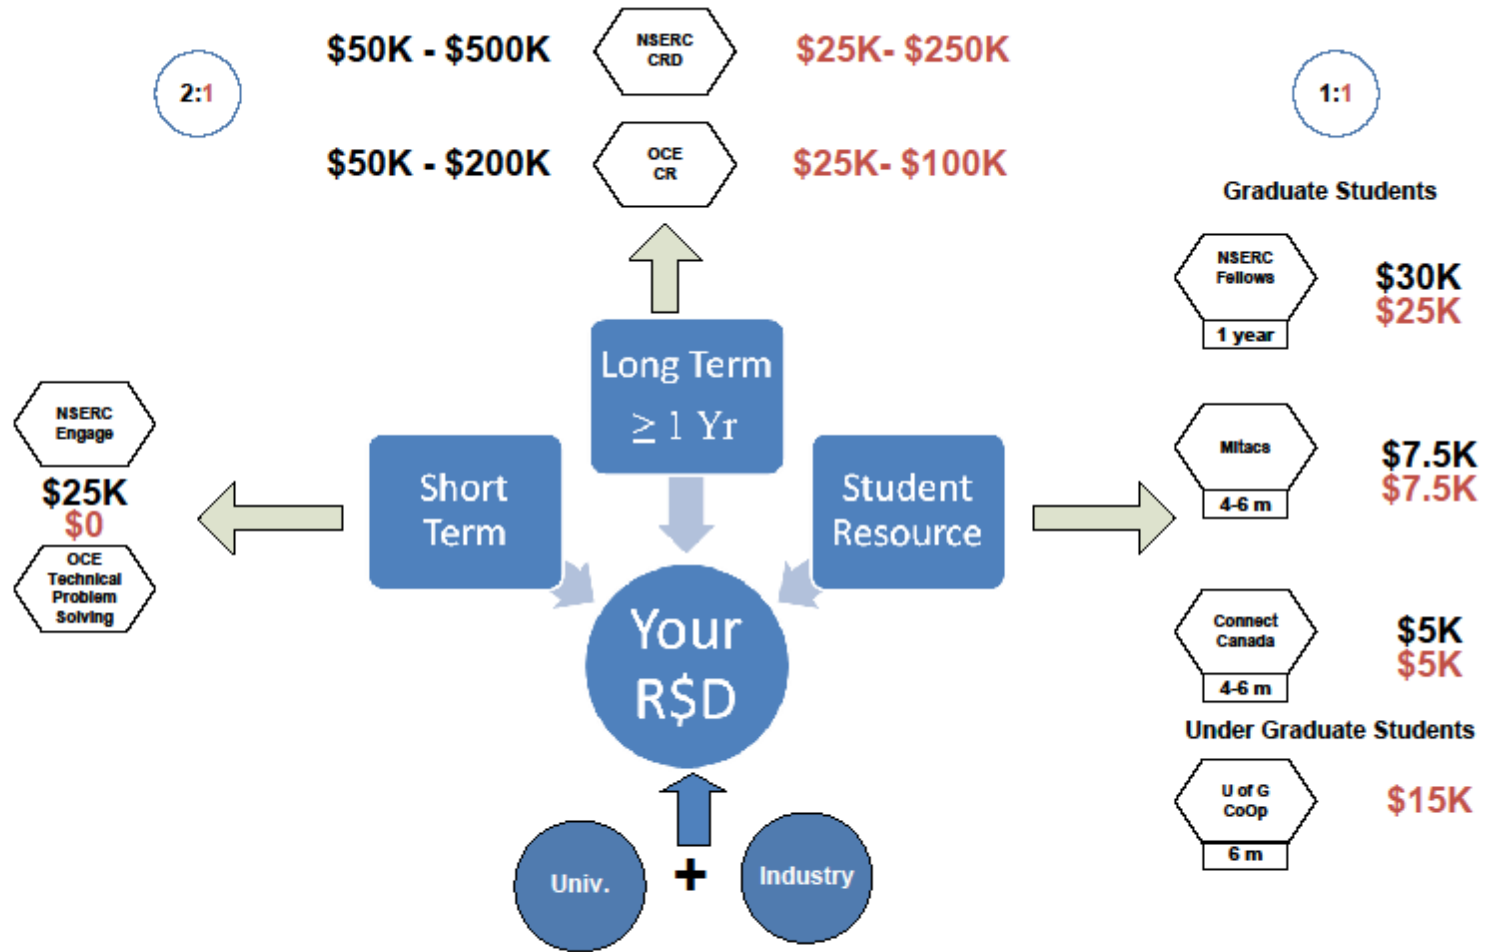 $50K - $500K
NSERC
CRD
$25K- $250K
2:1
1:1
$50K - $200K
OCE
CR
$25K- $100K
Graduate Students
NSERC
Fellows
1 year
$30K
$25K
Long Term
≥ 1 Yr
NSERC
Engage
$25K
$0
OCE
Technical
Problem
Solving
Short
Term
Student
Resource
Mitacs
4-6 m
$7.5K
$7.5K
Your
R$D
Connect
Canada
4-6 m
$5K
$5K
Under Graduate Students
U of G
CoOp
6 m
$15K
Univ.
+
Industry